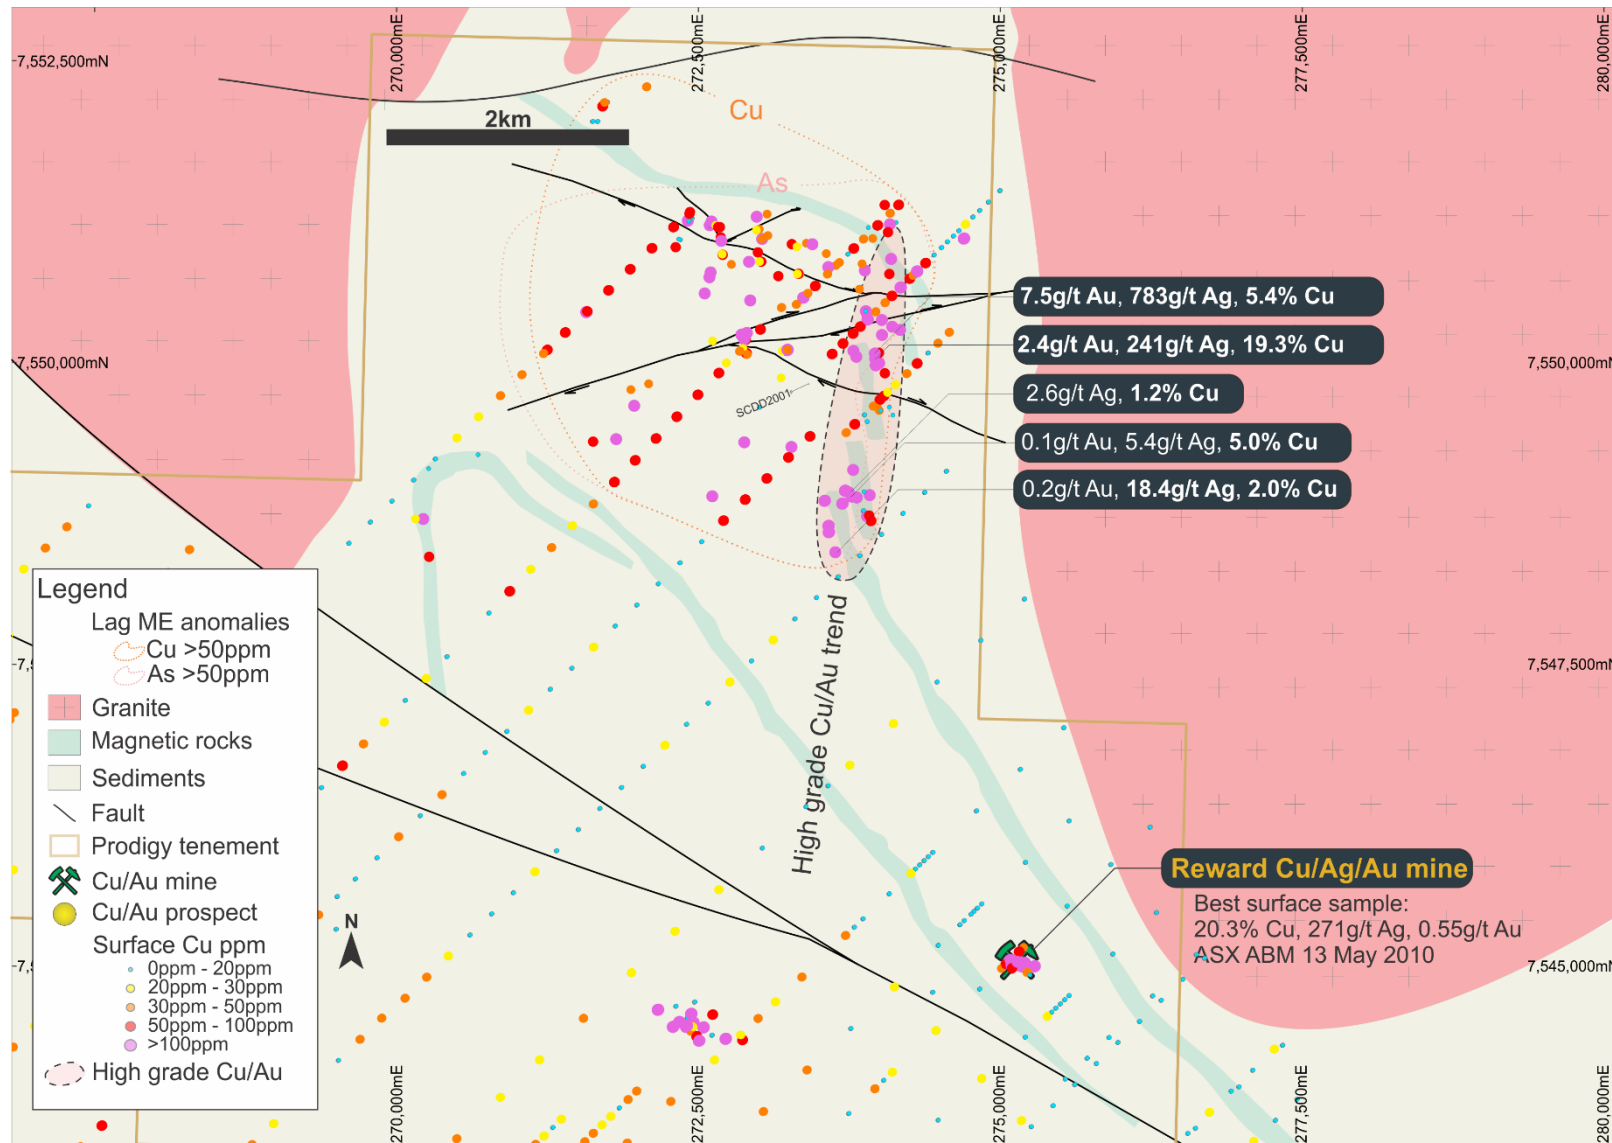 270,000mE
272,500mE
275,000mE
277,500mE
280,000mE
7,552,500mN
7,552,500mN
2km
Cu
As
7.5g/t Au, 783g/t Ag, 5.4% Cu
2.4g/t Au, 241g/t Ag, 19.3% Cu
7,550,000mN
7,550,000mN
2.6g/t Ag, 1.2% Cu
SCDD2001
0.1g/t Au, 5.4g/t Ag, 5.0% Cu
0.2g/t Au, 18.4g/t Ag, 2.0% Cu
High grade Cu/Au trend
7,547,500mN
Legend
Lag ME anomalies
Cu >50ppm
As >50ppm
Granite
Magnetic rocks
Sediments
Fault
Prodigy tenement
Cu/Au mine
Cu/Au prospect
Surface Cu ppm
0ppm - 20ppm
20ppm - 30ppm
30ppm - 50ppm
50ppm - 100ppm
>100ppm
High grade Cu/Au
N
Reward Cu/Ag/Au mine
Best surface sample:
20.3% Cu, 271g/t Ag, 0.55g/t Au
ASX ABM 13 May 2010
7,545,000mN
270,000mE
272,500mE
275,000mE
277,500mE
280,000mE